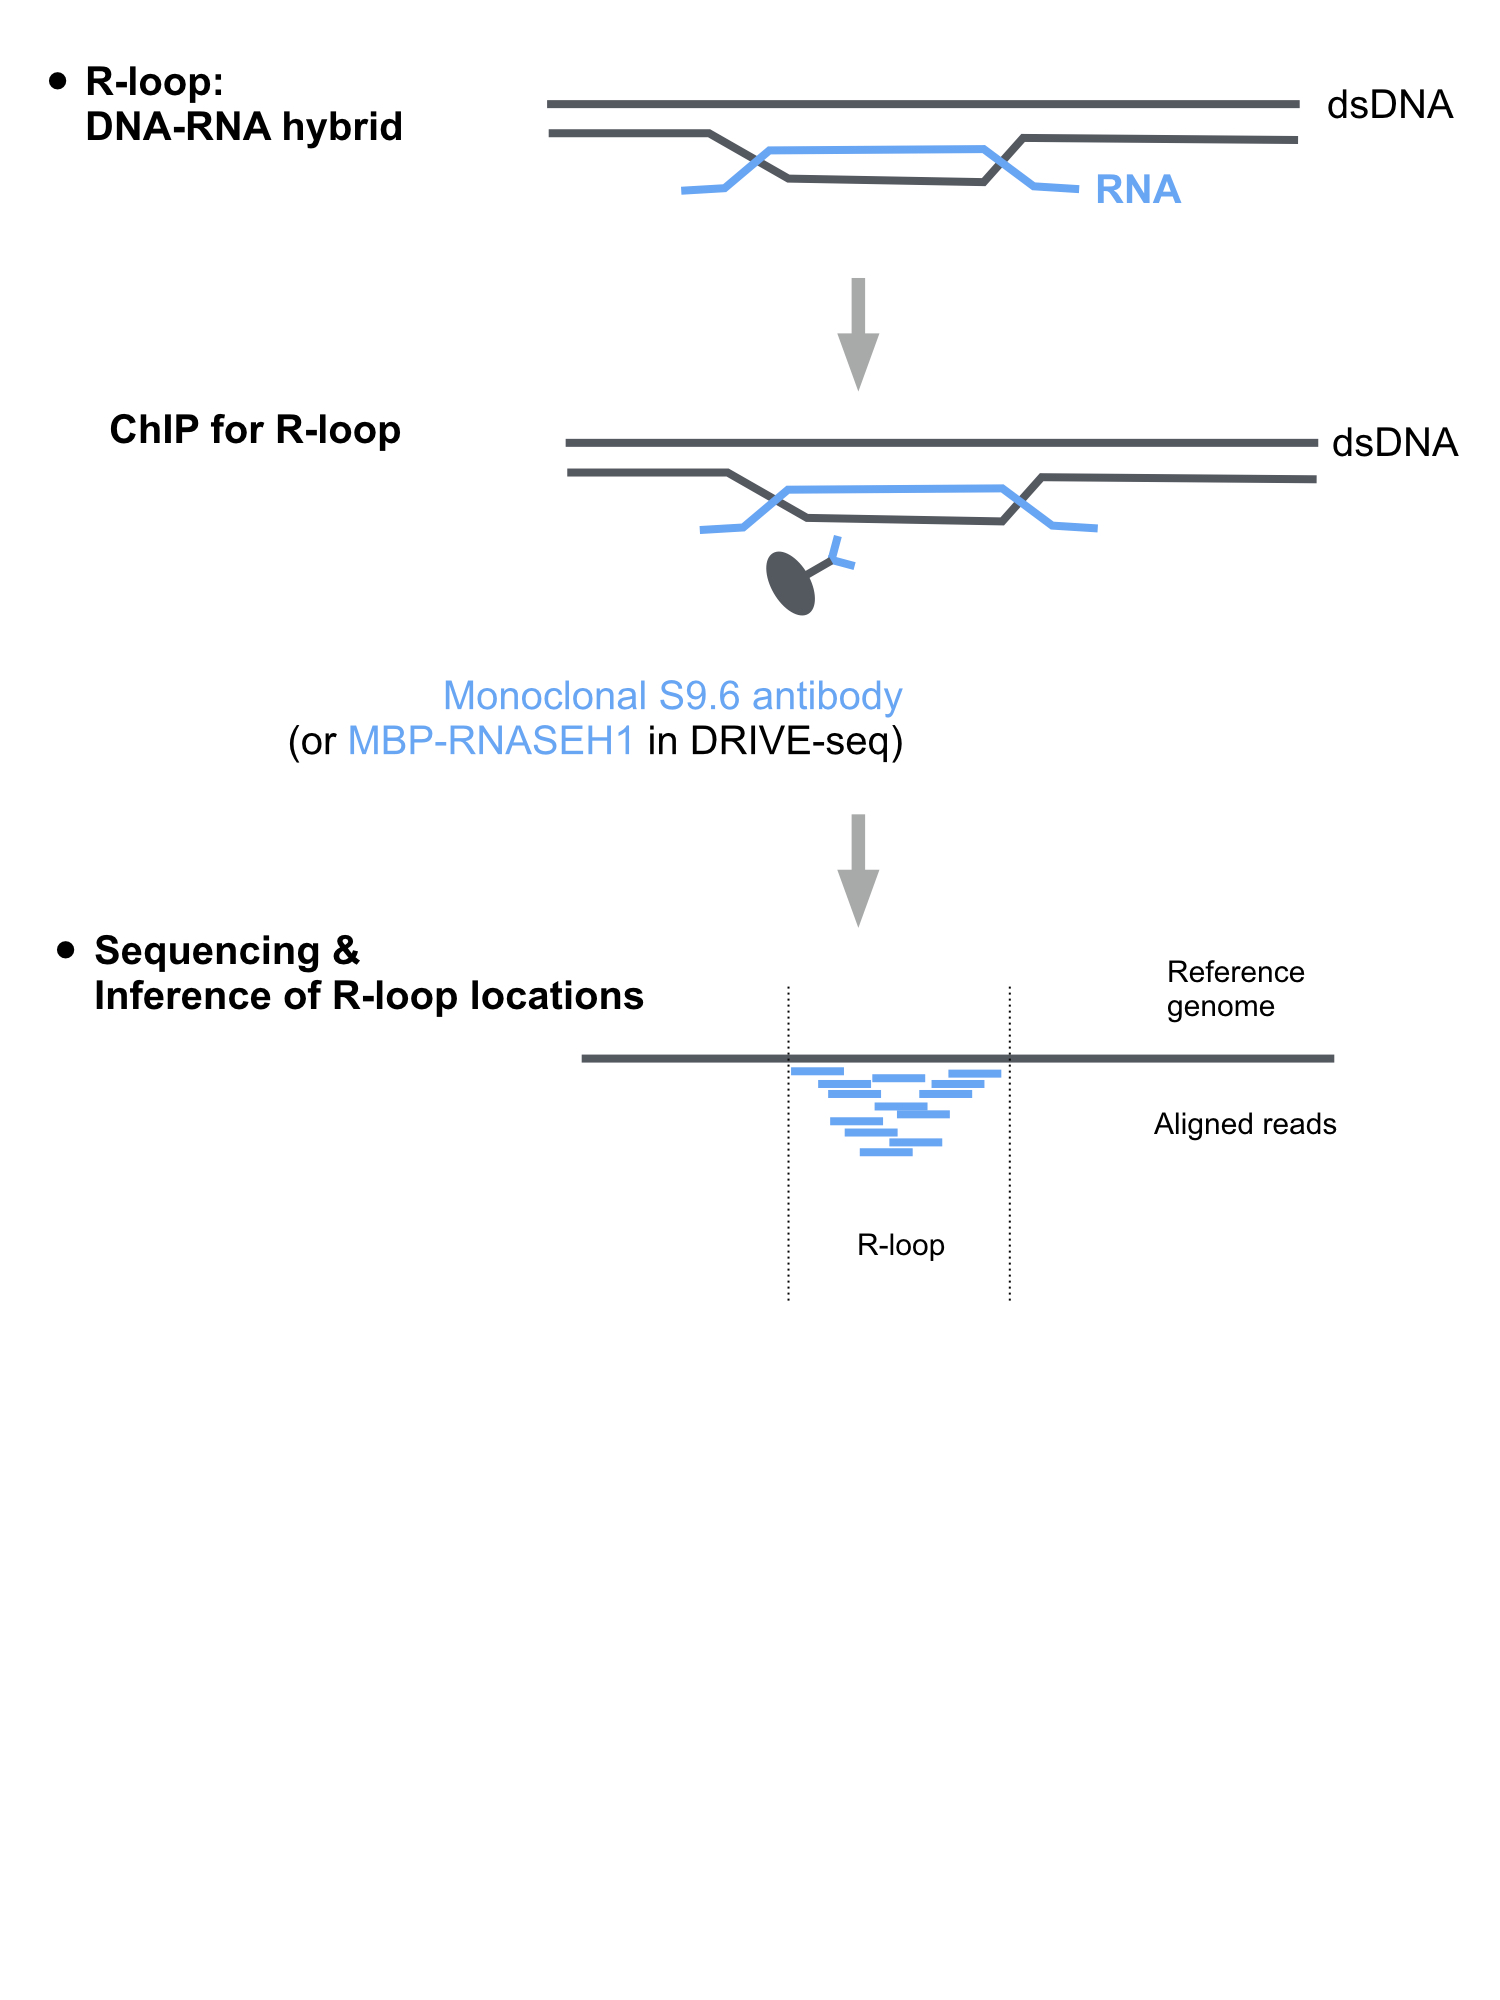 • R-loop:
DNA-RNA hybrid
dsDNA
RNA
ChIP for R-loop
dsDNA
Monoclonal S9.6 antibody
(or MBP-RNASEH1 in DRIVE-seq)
• Sequencing &
Inference of R-loop locations
Reference
genome
Aligned reads
R-loop